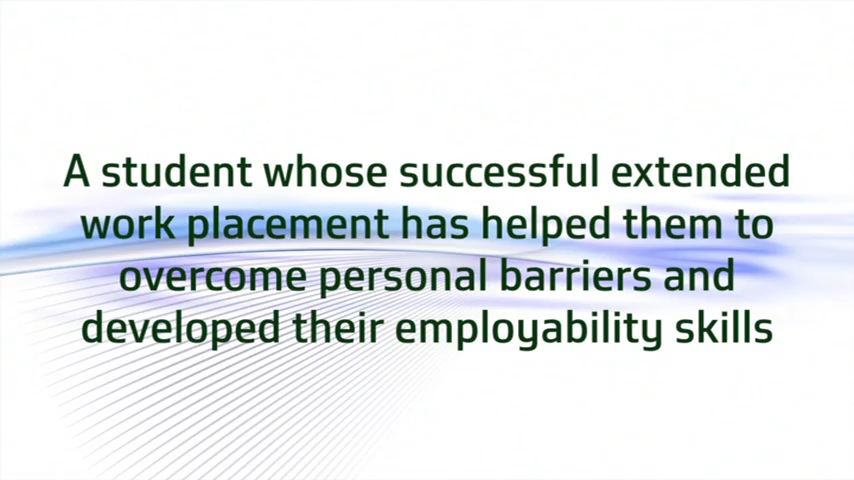 A student whose successful extended
work placement has helped them to
overcome personal barriers and
developed their employability skills